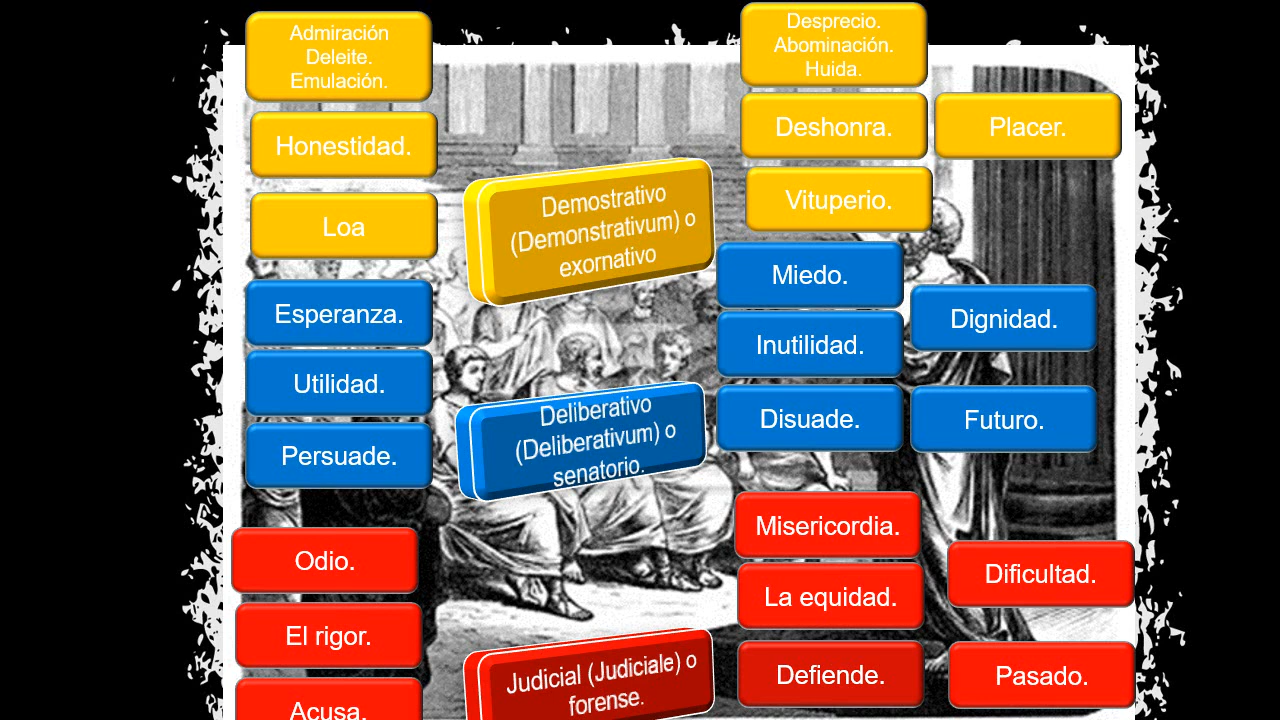 Admiración
Deleite.
Emulación.
Honestidad.
Loa
Demostrativo
(Demonstrativum) o
exornativo
Desprecio.
Abominación.
Huida.
Deshonra.
Placer.
Vituperio.
Esperanza.
Utilidad.
Persuade.
Deliberativo
(Deliberativum) o
senatorio.
Miedo.
Inutilidad.
Dignidad.
Disuade.
Futuro.
Odio.
El rigor.
Acusa.
Judicial (Judiciale) o
forense.
Misericordia.
La equidad.
Dificultad.
Defiende.
Pasado.